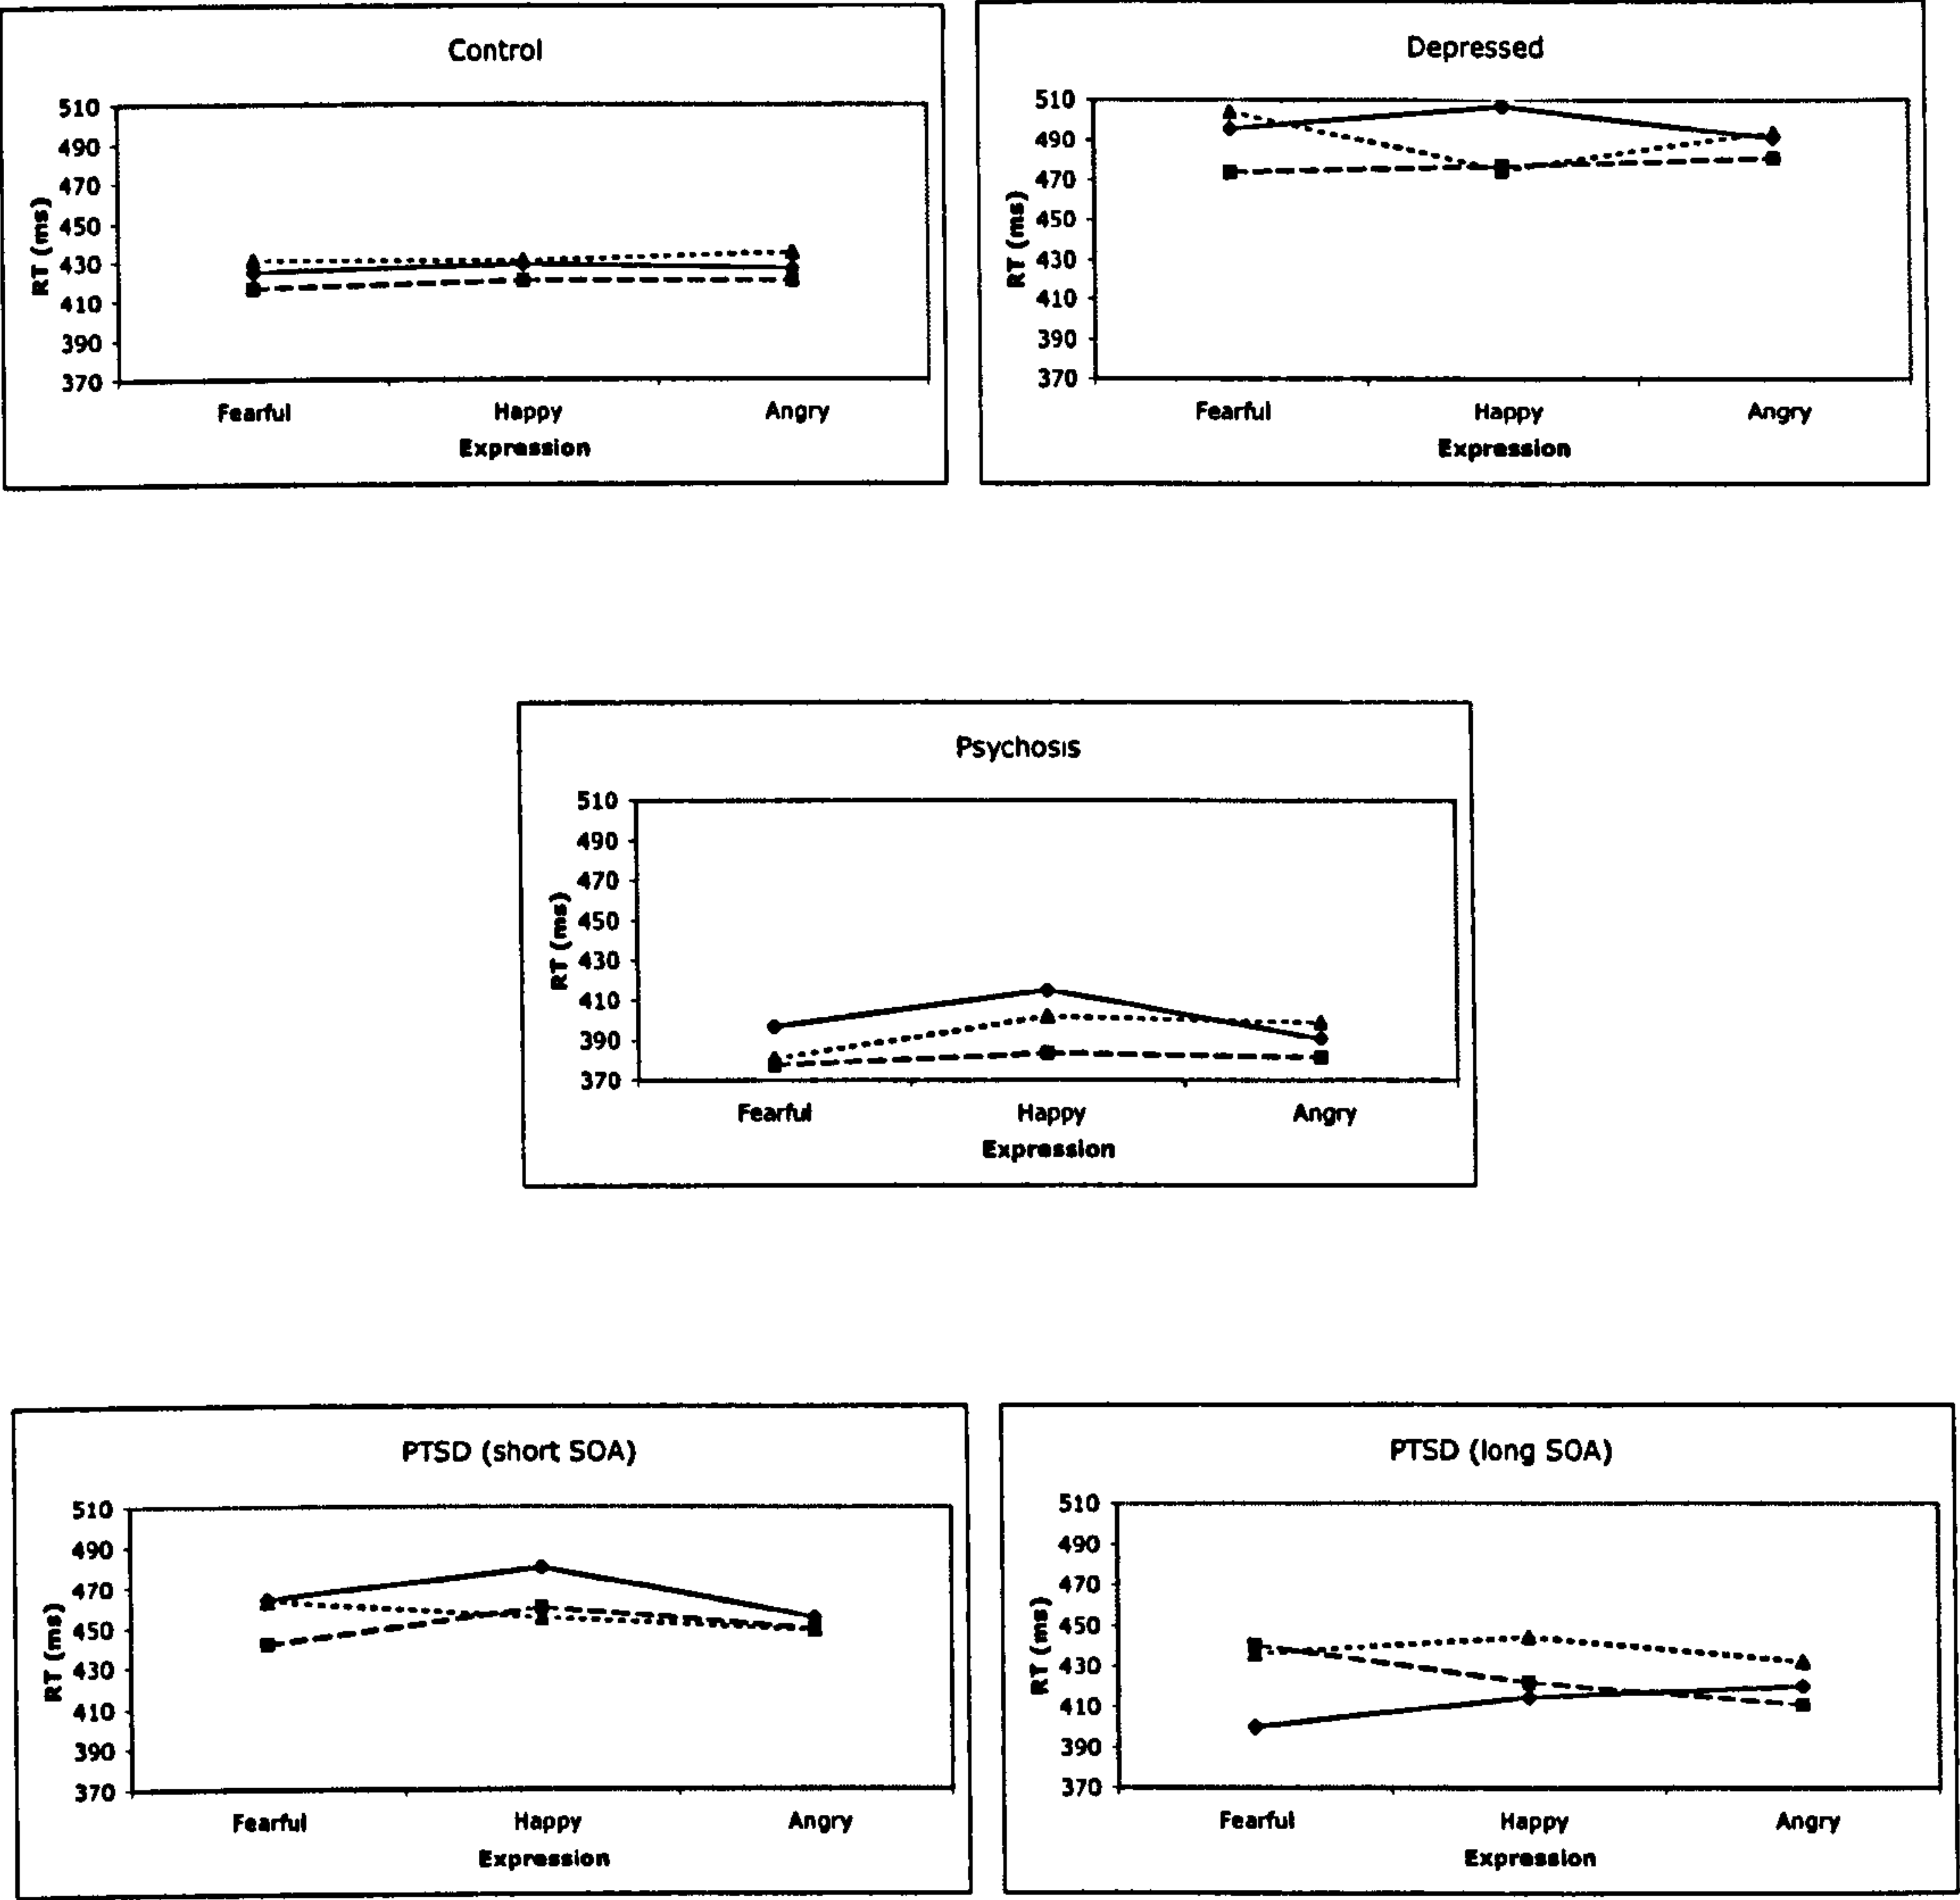 Control
510
490
470
450
430
410
390
370
RT (ms)
Fearful Happy Angry
Expression
Depressed
510
490
470
450
430
410
390
370
RT (ms)
Fearful Happy Angry
Expression
Psychosis
510
490
470
450
430
410
390
370
RT (ms)
Fearful Happy Angry
Expression
PTSD (short SOA)
510
490
470
450
430
410
390
370
RT (ms)
Fearful Happy Angry
Expression
PTSD (long SOA)
510
490
470
450
430
410
390
370
RT (ms)
Fearful Happy Angry
Expression